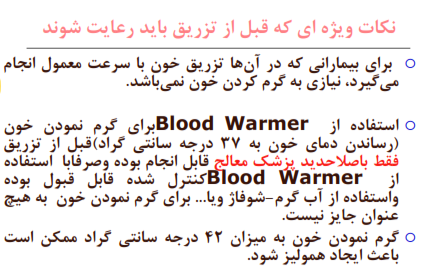 نکات ویژه ای که قبل از تزریق باید رعایت شوند
برای بیمارانی که در آن‌ها تزریق خون با سرعت معمول انجام
می‌گیرد، نیازی به گرم کردن خون نمی‌باشد.
استفاده از Blood Warmerبرای گرم نمودن خون
(رساندن دمای خون به ۳۷ درجه سانتی گراد)قبل از تزریق
فقط باصلاحدید پزشک معالج قابل انجام بوده وصرفابا استفاده
از Blood Warmerکنترل شده قابل قبول بوده
واستفاده از آب گرم-شوفاژ ویا... برای گرم نمودن خون به هیچ
عنوان جایز نیست.
گرم نمودن خون به میزان ۴۲ درجه سانتی گراد ممکن است
باعث ایجاد همولیز شود.